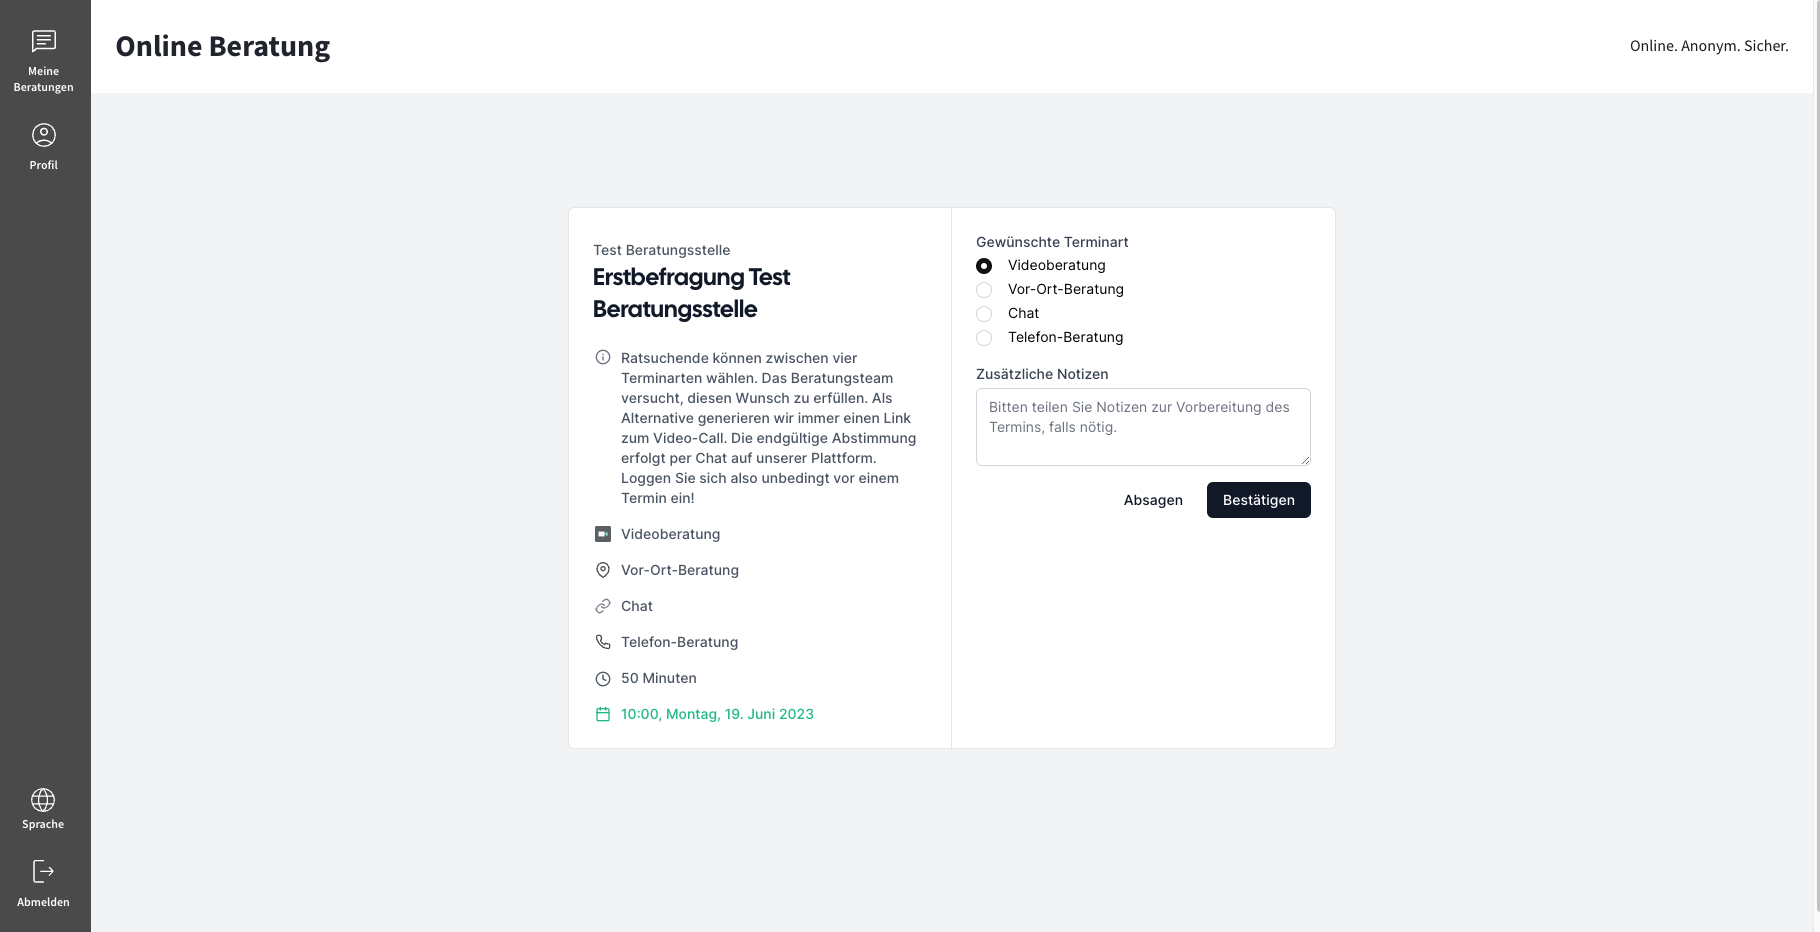 Meine
Beratungen
Profil
Sprache
Abmelden
Online Beratung
Online. Anonym. Sicher.
Test Beratungsstelle
Erstbefragung Test
Beratungsstelle
Ratsuchende können zwischen vier
Terminarten wählen. Das Beratungsteam
versucht, diesen Wunsch zu erfüllen. Als
Alternative generieren wir immer einen Link
zum Video-Call. Die endgültige Abstimmung
erfolgt per Chat auf unserer Plattform.
Loggen Sie sich also unbedingt vor einem
Termin ein!
Videoberatung
Vor-Ort-Beratung
Chat
Telefon-Beratung
50 Minuten
10:00, Montag, 19. Juni 2023
Gewünschte Terminart
Videoberatung
Vor-Ort-Beratung
Chat
Telefon-Beratung
Zusätzliche Notizen
Bitten teilen Sie Notizen zur Vorbereitung des
Termins, falls nötig.
Absagen
Bestätigen